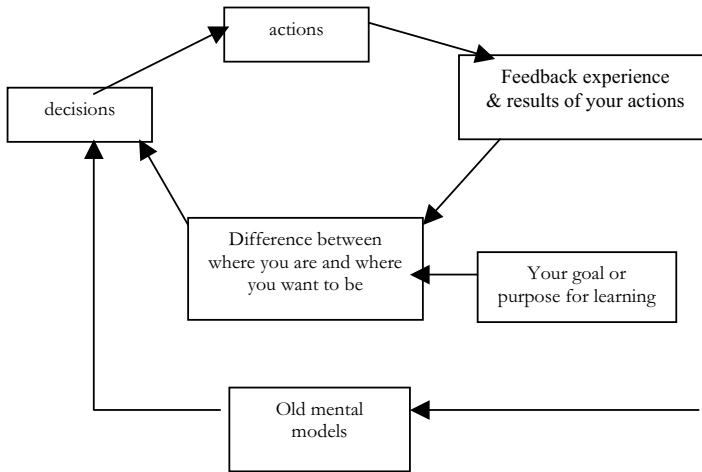 actions
Feedback experience
& results of your actions
decisions
Difference between
where you are and where
you want to be
Your goal or
purpose for learning
Old mental
models